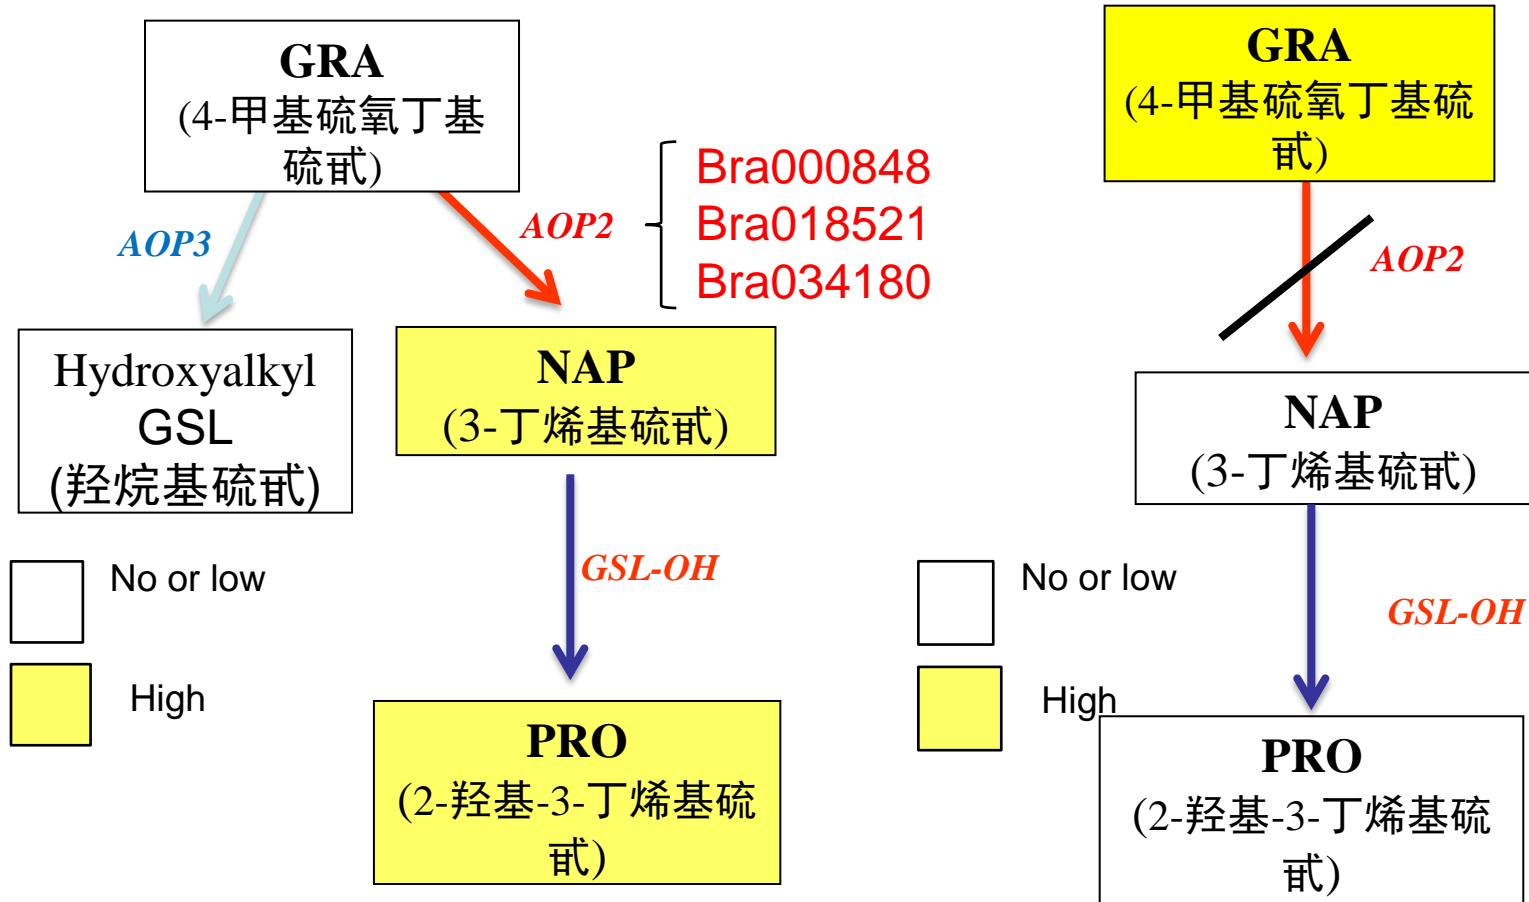 GRA
(4-甲基硫氧丁基
硫甙)
AOP3
AOP2
Bra000848
Bra018521
Bra034180
Hydroxyalkyl
GSL
(羟烷基硫甙)
NAP
(3-丁烯基硫甙)
GSL-OH
No or low
High
PRO
(2-羟基-3-丁烯基硫
甙)
GRA
(4-甲基硫氧丁基硫
甙)
AOP2
NAP
(3-丁烯基硫甙)
No or low
GSL-OH
High
PRO
(2-羟基-3-丁烯基硫
甙)